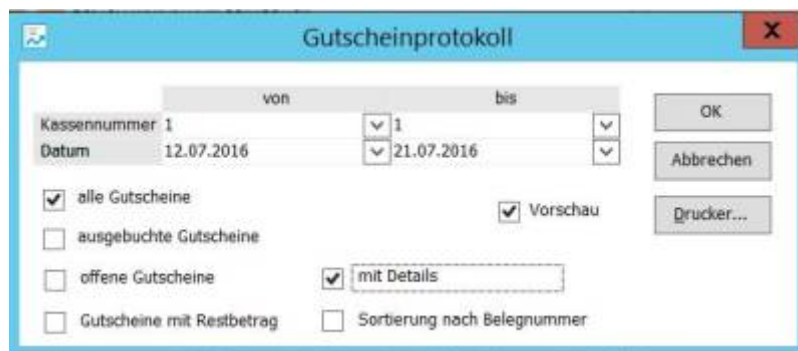 Gutscheinprotokoll
X
von bis
Kassennummer 1 1
Datum 12.07.2016 21.07.2016
OK
Abbrechen
Drucker...
alle Gutscheine
Vorschau
ausgebuchte Gutscheine
offene Gutscheine mit Details
Gutscheine mit Restbetrag Sortierung nach Belegnummer